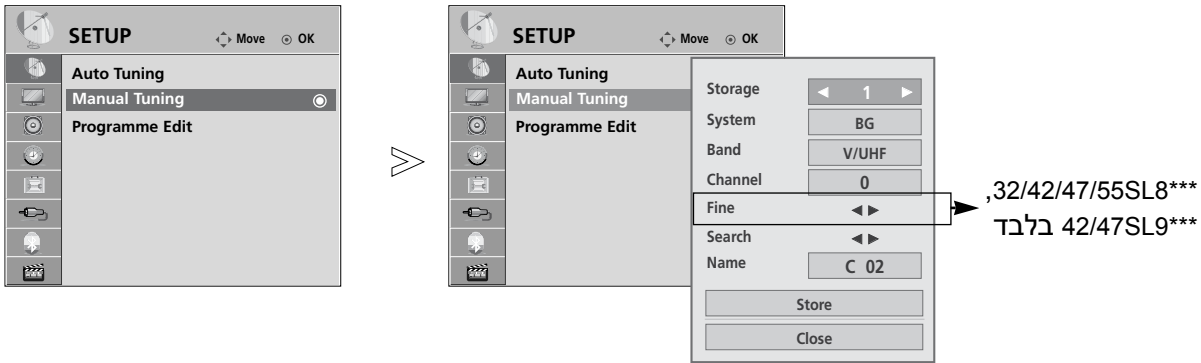 SETUP Move OK
Auto Tuning
Manual Tuning
Programme Edit
SETUP Move OK
Auto Tuning
Manual Tuning
Programme Edit
Storage ◄ 1 ►
System BG
Band V/UHF
Channel 0
Fine ◄ ►
Search ◄ ►
Name C 02
Store
Close
32/42/47/55SL8***,
42/47SL9*** בלבד